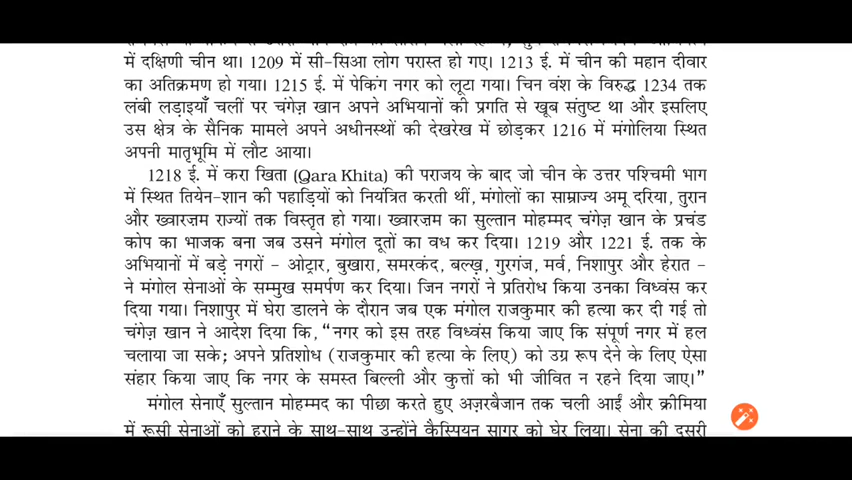 में दक्षिणी चीन था। 1209 में सी-सिआ लोग परास्त हो गए। 1213 ई. में चीन की महान दीवार
का अतिक्रमण हो गया। 1215 ई. में पेकिंग नगर को लूटा गया। चिन वंश के विरुद्ध 1234 तक
लंबी लड़ाइयाँ चलीं पर चंगेज़ खान अपने अभियानों की प्रगति से खूब संतुष्ट था और इसलिए
उस क्षेत्र के सैनिक मामले अपने अधीनस्थों की देखरेख में छोड़कर 1216 में मंगोलिया स्थित
अपनी मातृभूमि में लौट आया।
1218 ई. में करा खिता (Qara Khita) की पराजय के बाद जो चीन के उत्तर पश्चिमी भाग
में स्थित तियेन-शान की पहाड़ियों को नियंत्रित करती थीं, मंगोलों का साम्राज्य अमू दरिया, तुरान
और ख्वारज़म राज्यों तक विस्तृत हो गया। ख्वारज़म का सुल्तान मोहम्मद चंगेज़ खान के प्रचंड
कोप का भाजक बना जब उसने मंगोल दूतों का वध कर दिया। 1219 और 1221 ई. तक के
अभियानों में बड़े नगरों - ओट्रार, बुखारा, समरकंद, बल्ख़, गुरगंज, मर्व, निशापुर और हेरात -
ने मंगोल सेनाओं के सम्मुख समर्पण कर दिया। जिन नगरों ने प्रतिरोध किया उनका विध्वंस कर
दिया गया। निशापुर में घेरा डालने के दौरान जब एक मंगोल राजकुमार की हत्या कर दी गई तो
चंगेज़ खान ने आदेश दिया कि, “नगर को इस तरह विध्वंस किया जाए कि संपूर्ण नगर में हल
चलाया जा सके; अपने प्रतिशोध (राजकुमार की हत्या के लिए) को उग्र रूप देने के लिए ऐसा
संहार किया जाए कि नगर के समस्त बिल्ली और कुत्तों को भी जीवित न रहने दिया जाए।”
मंगोल सेनाएँ सुल्तान मोहम्मद का पीछा करते हुए अज़रबैजान तक चली आईं और क्रीमिया
में रूसी सेनाओं को हराने के साथ-साथ उन्होंने कैस्पियन सागर को घेर लिया। सेना की दूसरी